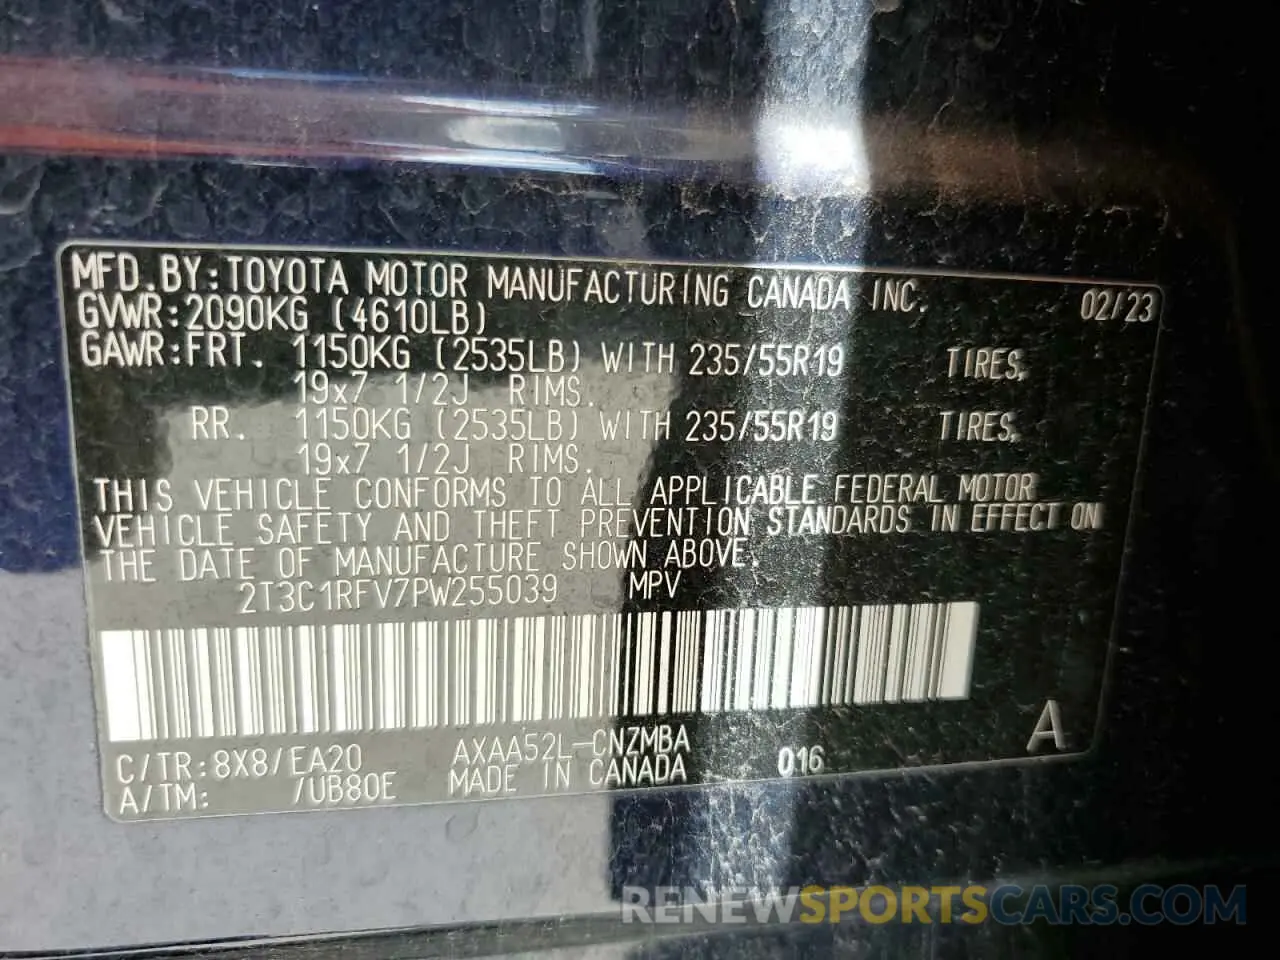 MFD.BY:TOYOTA MOTOR MANUFACTURING CANADA INC. 02/23
GVWR:2090KG (4610LB)
GAWR:FRT. 1150KG (2535LB) WITH 235/55R19 TIRES,
19x7 1/2J RIMS.
RR. 1150KG (2535LB) WITH 235/55R19 TIRES,
19x7 1/2J RIMS.
THIS VEHICLE CONFORMS TO ALL APPLICABLE FEDERAL MOTOR
VEHICLE SAFETY AND THEFT PREVENTION STANDARDS IN EFFECT ON
THE DATE OF MANUFACTURE SHOWN ABOVE.
2T3C1RFV7PW255039 MPV
C/TR:8X8/EA20 AXAA52L-CNZMBA 016 A
A/TM: /UB80E MADE IN CANADA
RENEWSPORTSCARS.COM